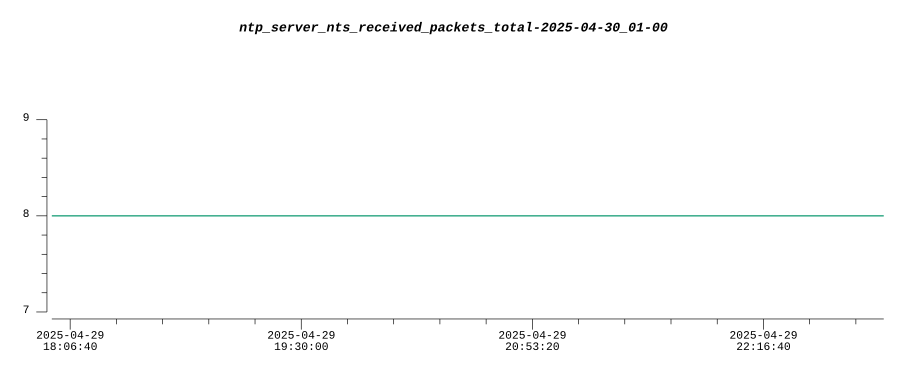 ntp_server_nts_received_packets_total-2025-04-30_01-00
9
8
7
2025-04-29 2025-04-29 2025-04-29 2025-04-29
18:06:40 19:30:00 20:53:20 22:16:40